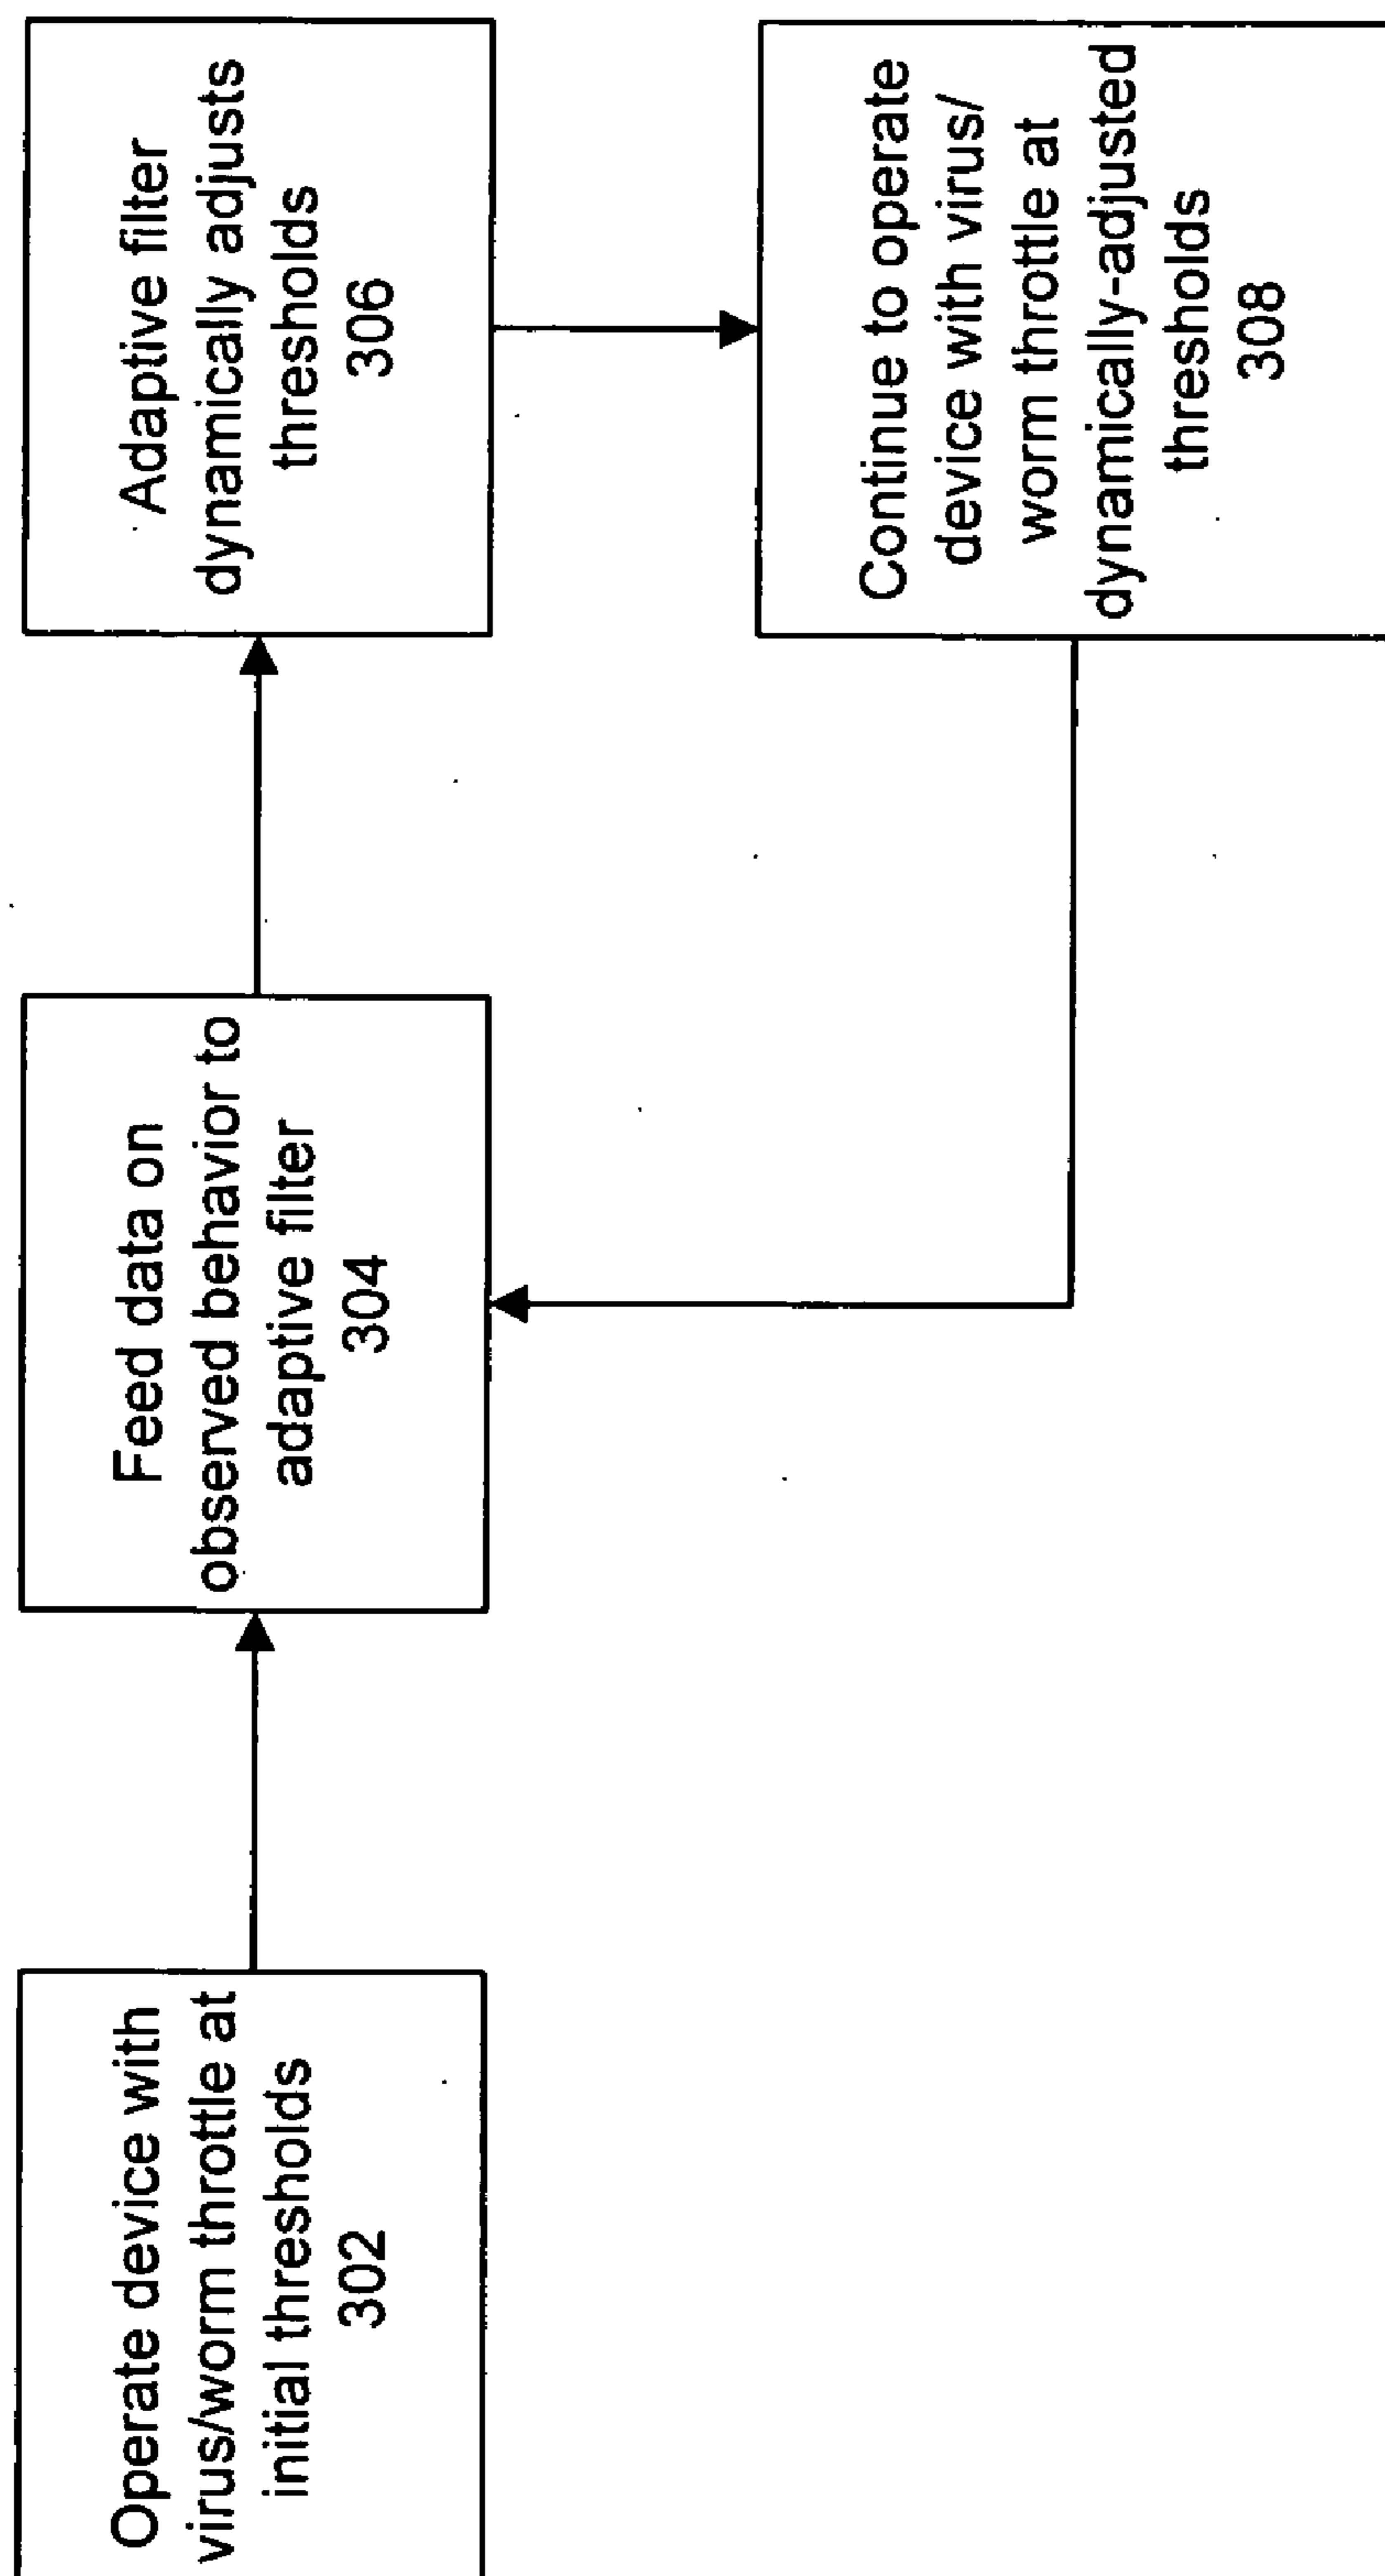 Operate device with
virus/worm throttle at
initial thresholds
302
Feed data on
observed behavior to
adaptive filter
304
Adaptive filter
dynamically adjusts
thresholds
306
Continue to operate
device with virus/
worm throttle at
dynamically-adjusted
thresholds
308